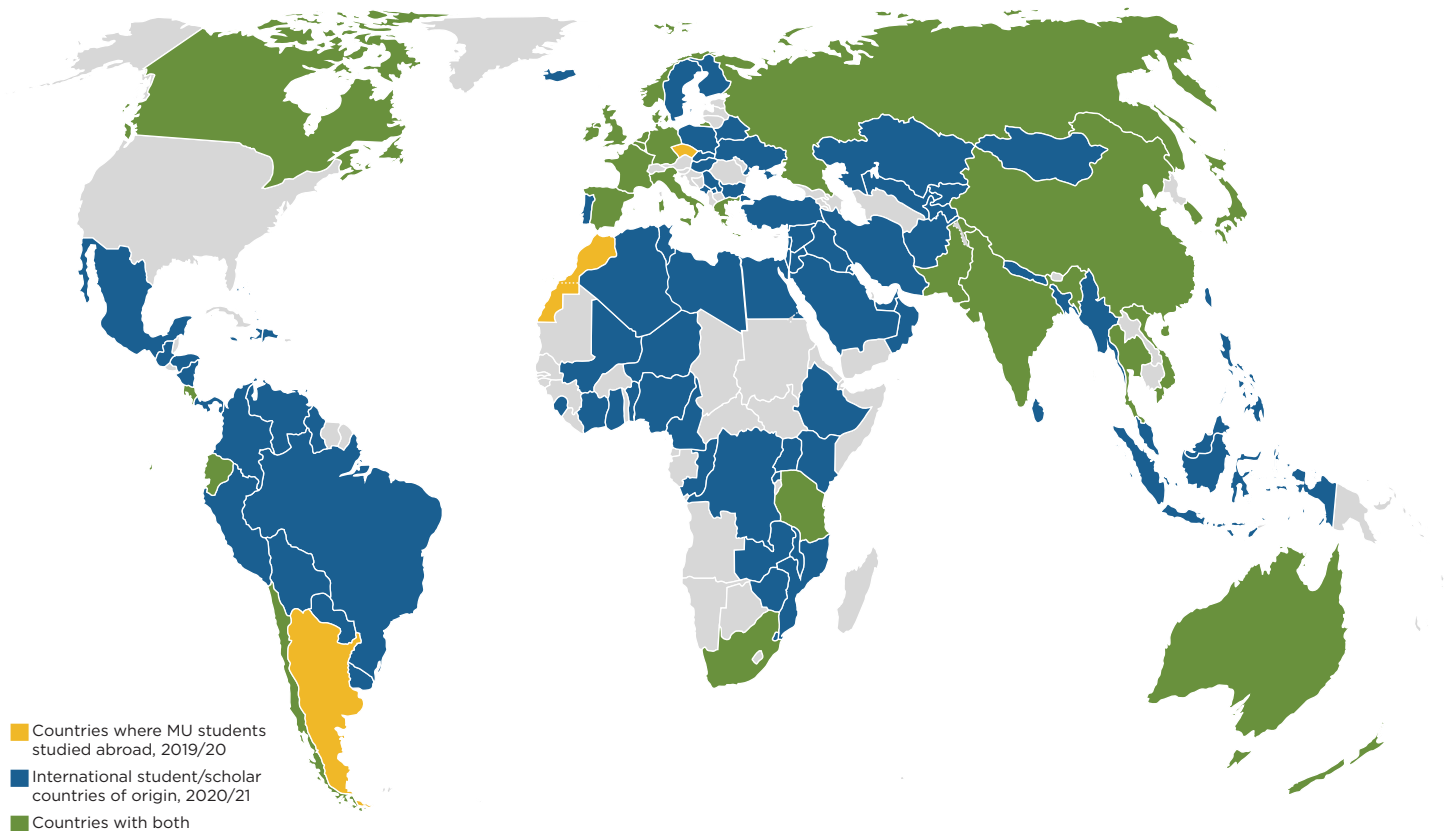 Countries where MU students
studied abroad, 2019/20
International student/scholar
countries of origin, 2020/21
Countries with both